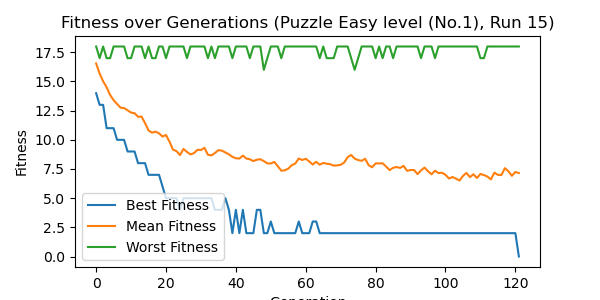 Fitness over Generations (Puzzle Easy level (No.1), Run 15)
Fitness
17.5
15.0
12.5
10.0
7.5
5.0
2.5
0.0
Best Fitness
Mean Fitness
Worst Fitness
0 20 40 60 80 100 120
Generation